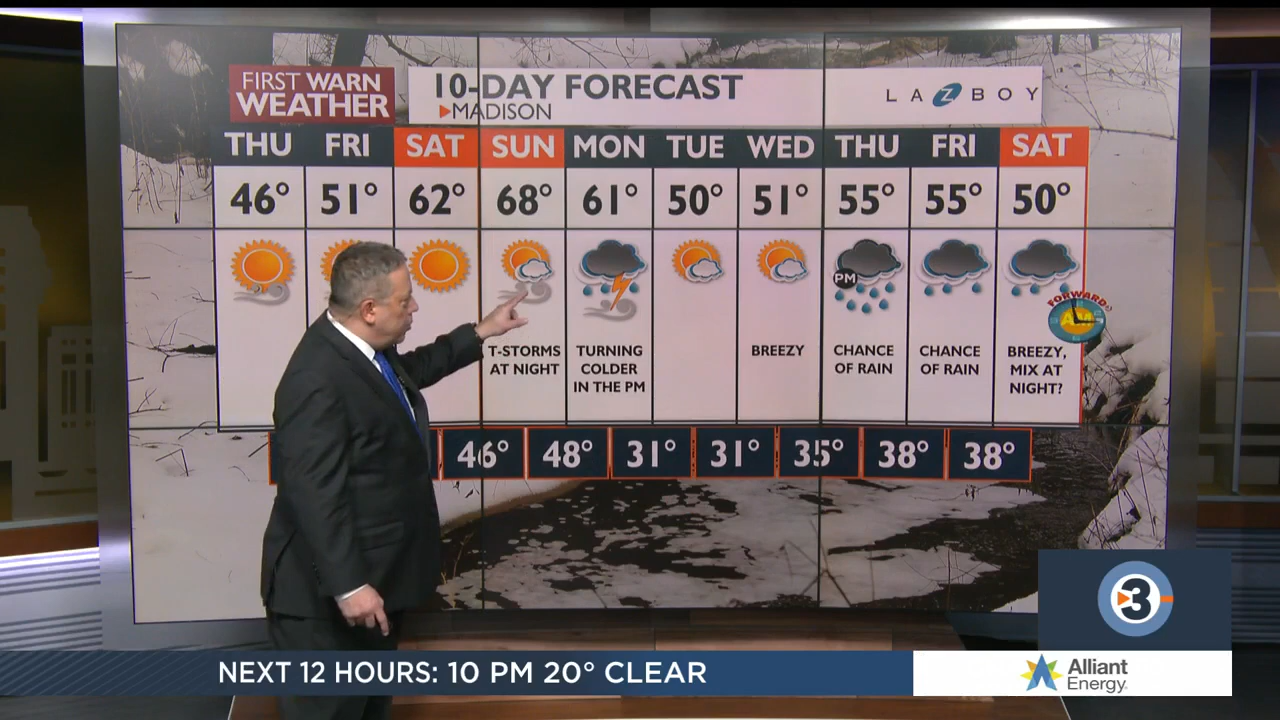 FIRST WARN
WEATHER
10-DAY FORECAST
MADISON
LA Z BOY
THU FRI SAT SUN MON TUE WED THU FRI SAT
46° 51° 62° 68° 61° 50° 51° 55° 55° 50°
PM
FORWARD
AM
T-STORMS
AT NIGHT
TURNING
COLDER
IN THE PM
BREEZY
CHANCE
OF RAIN
CHANCE
OF RAIN
BREEZY,
MIX AT
NIGHT?
46° 48° 31° 31° 35° 38° 38°
3
NEXT 12 HOURS: 10 PM 20° CLEAR
Alliant
Energy